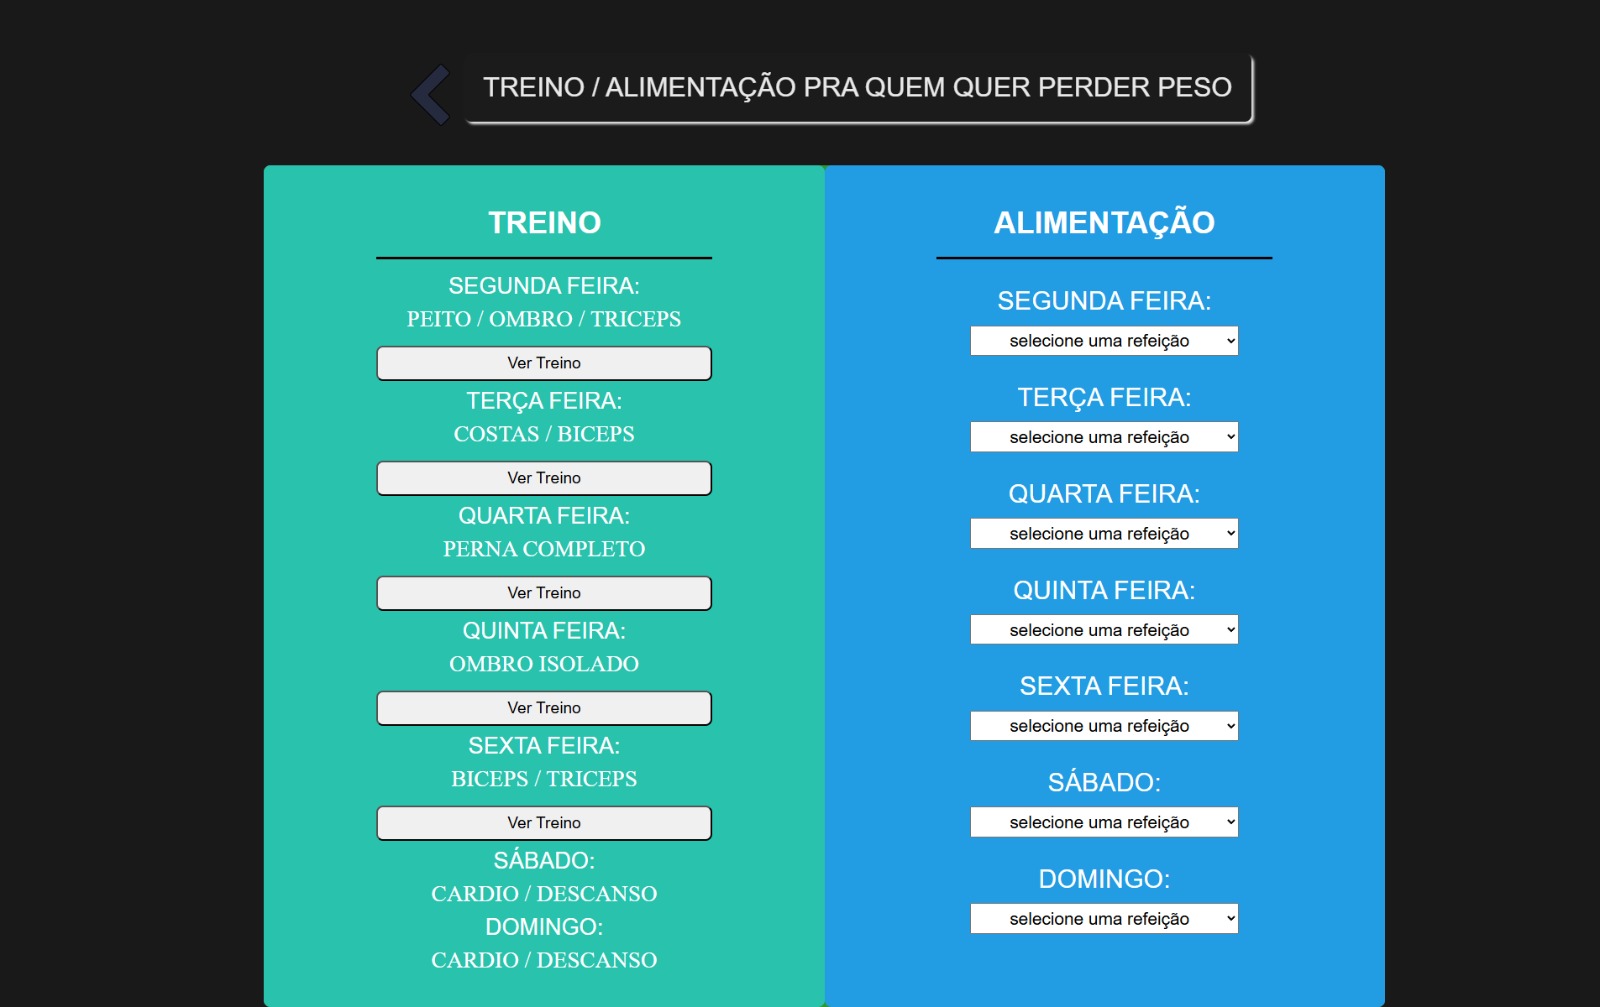 TREINO / ALIMENTAÇÃO PRA QUEM QUER PERDER PESO
TREINO
SEGUNDA FEIRA:
PEITO / OMBRO / TRICEPS
Ver Treino
TERÇA FEIRA:
COSTAS / BICEPS
Ver Treino
QUARTA FEIRA:
PERNA COMPLETO
Ver Treino
QUINTA FEIRA:
OMBRO ISOLADO
Ver Treino
SEXTA FEIRA:
BICEPS / TRICEPS
Ver Treino
SÁBADO:
CARDIO / DESCANSO
DOMINGO:
CARDIO / DESCANSO
ALIMENTAÇÃO
SEGUNDA FEIRA:
selecione uma refeição
TERÇA FEIRA:
selecione uma refeição
QUARTA FEIRA:
selecione uma refeição
QUINTA FEIRA:
selecione uma refeição
SEXTA FEIRA:
selecione uma refeição
SÁBADO:
selecione uma refeição
DOMINGO:
selecione uma refeição